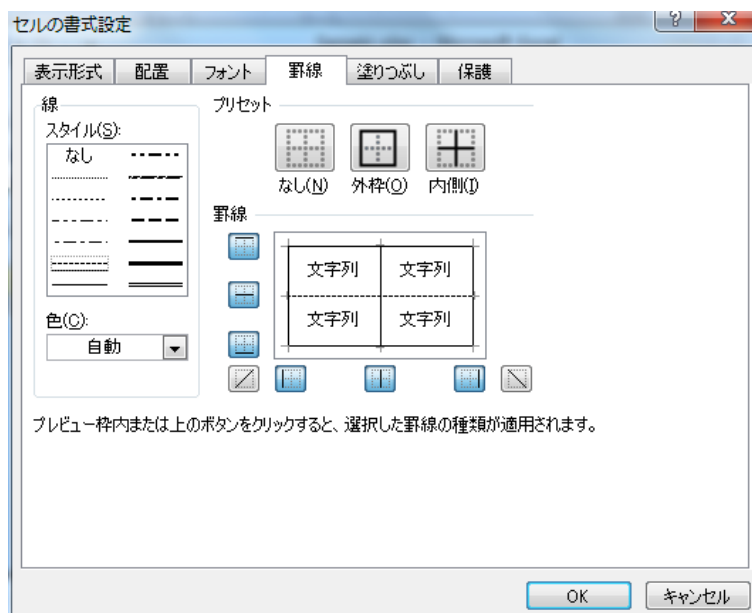 セルの書式設定
?
X
表示形式 配置 フォント 罫線 塗りつぶし 保護
線
スタイル(S):
なし
色(C):
自動
プリセット
なし(N) 外枠(O) 内側(I)
罫線
文字列 文字列
文字列 文字列
プレビュー枠内または上のボタンをクリックすると、選択した罫線の種類が適用されます。
OK キャンセル